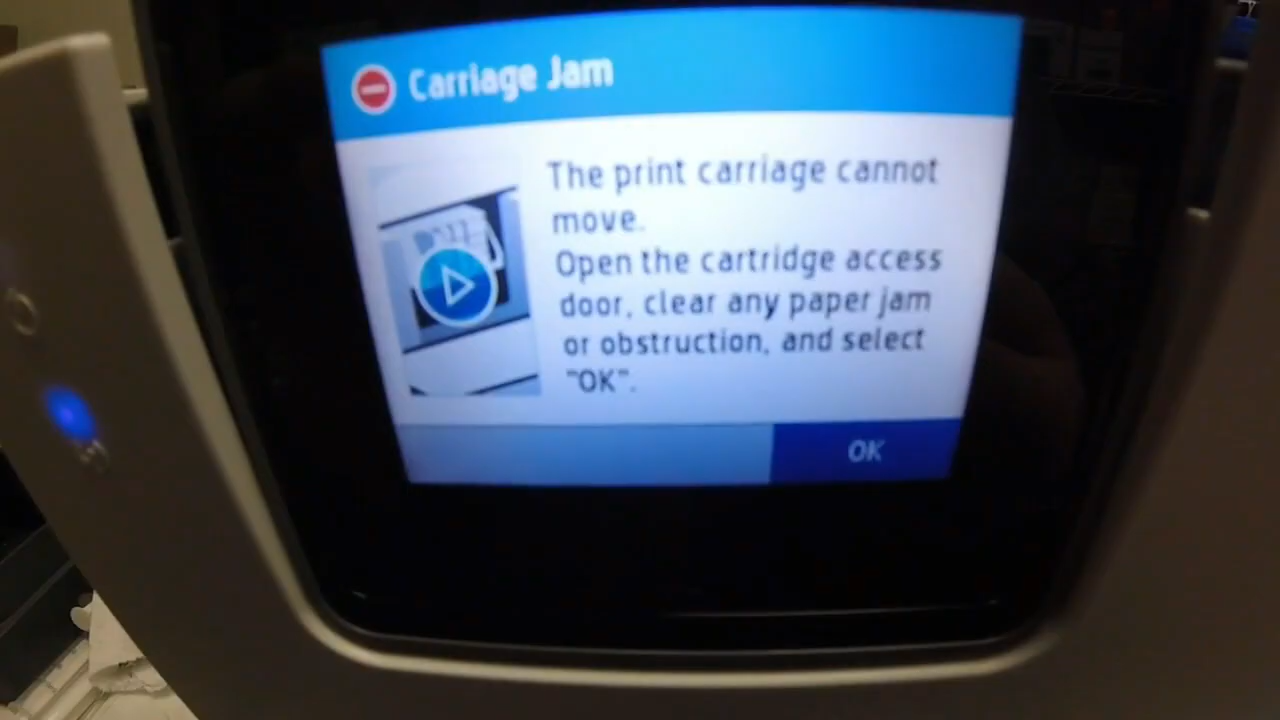 Carriage Jam
The print carriage cannot
move.
Open the cartridge access
door, clear any paper jam
or obstruction, and select
"OK".
OK